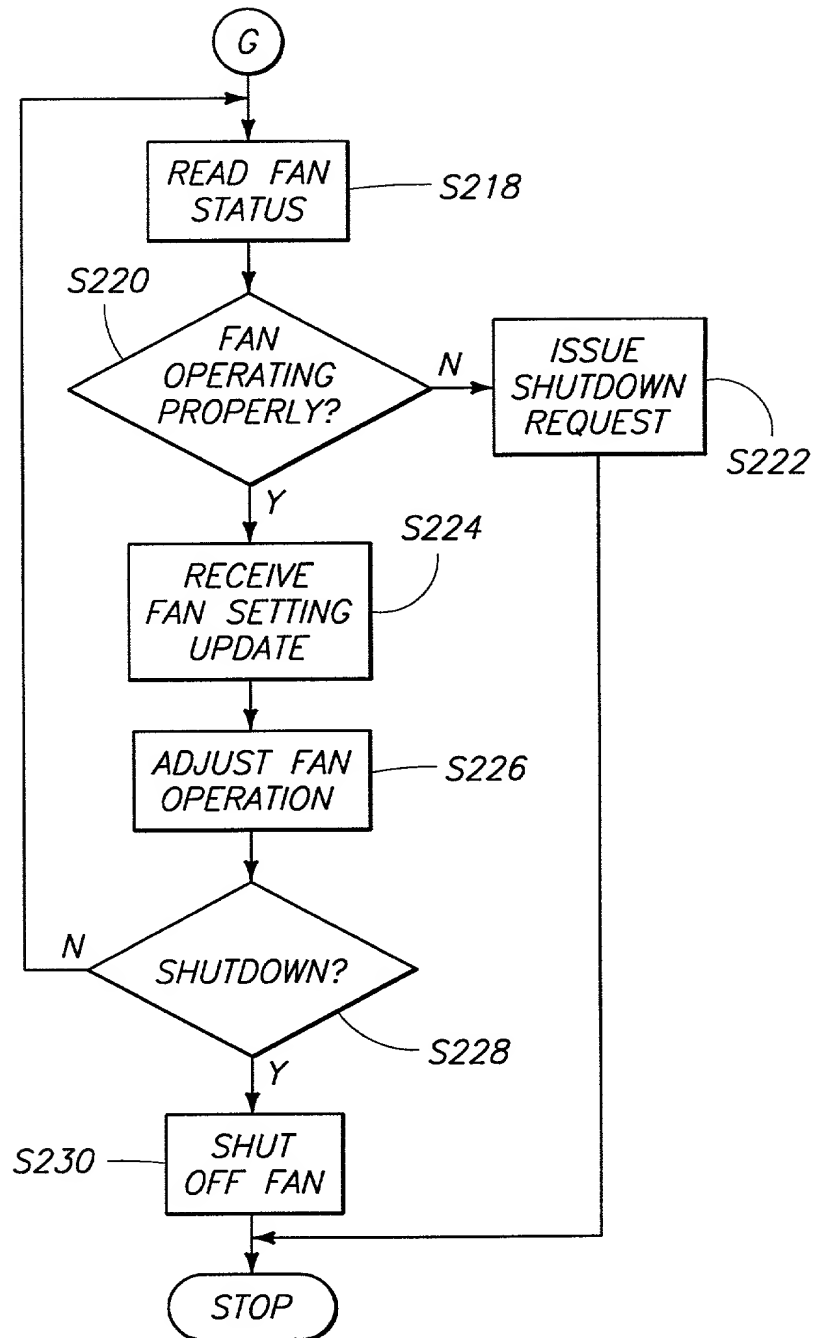 G
READ FAN
STATUS
S218
S220
FAN
OPERATING
PROPERLY?
N
ISSUE
SHUTDOWN
REQUEST
S222
Y
S224
RECEIVE
FAN SETTING
UPDATE
ADJUST FAN
OPERATION
S226
N
SHUTDOWN?
S228
Y
S230
SHUT
OFF FAN
STOP